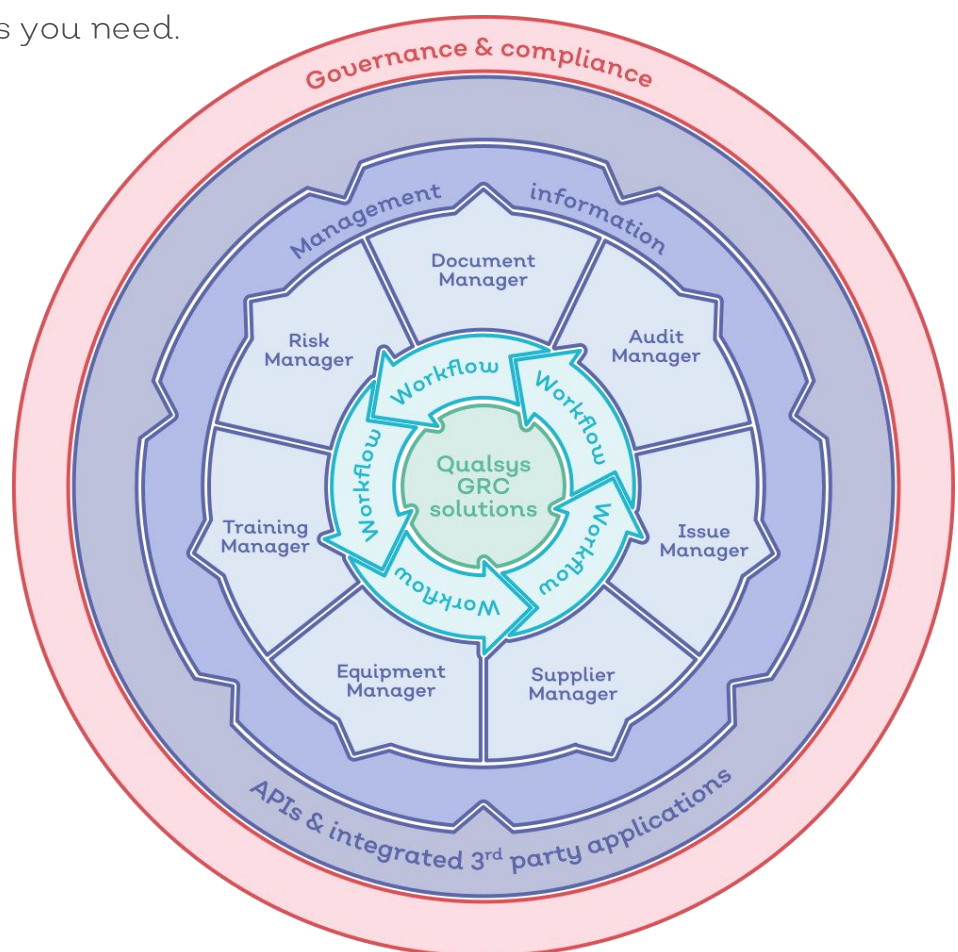 s you need.
Governance & compliance
Management information
Document
Manager
Risk
Manager
Audit
Manager
Workflow
Workflow
Workflow
Qualsys
GRC
solutions
Training
Manager
Issue
Manager
Workflow
Workflow
Equipment
Manager
Supplier
Manager
APIs & integrated 3rd party applications